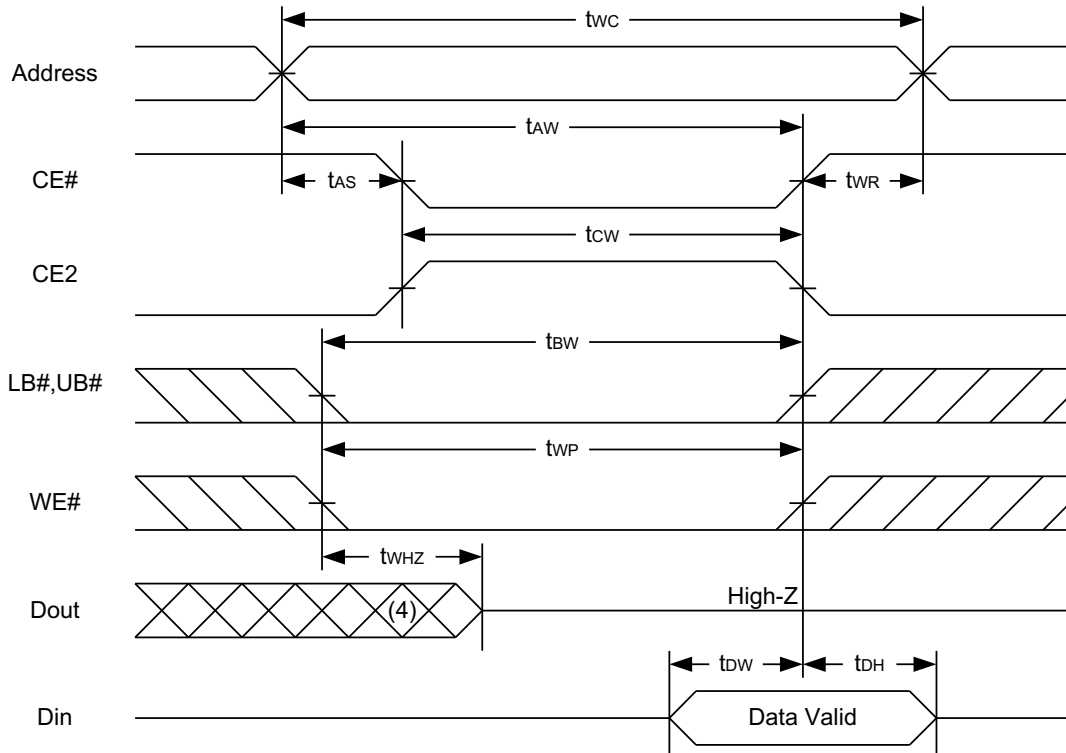 tWC
Address
tAW
CE#
tAS
tWR
tCW
CE2
tBW
LB#,UB#
tWP
WE#
tWHZ
Dout
(4)
High-Z
tDW
tDH
Din
Data Valid